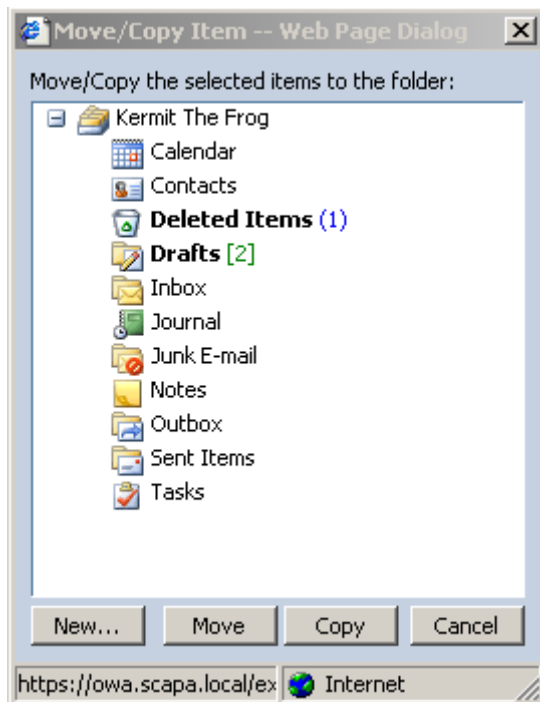 Move/Copy Item -- Web Page Dialog
Move/Copy the selected items to the folder:
Kermit The Frog
Calendar
Contacts
Deleted Items (1)
Drafts [2]
Inbox
Journal
Junk E-mail
Notes
Outbox
Sent Items
Tasks
New... Move Copy Cancel
https://owa.scapa.local/ex Internet